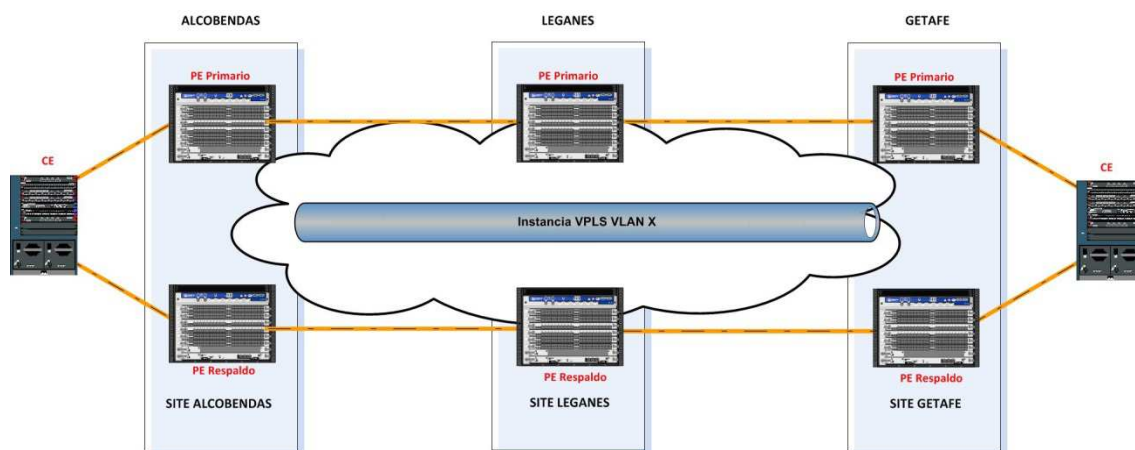 ALCOBENDAS
LEGANES
GETAFE
PE Primario
PE Primario
PE Primario
CE
CE
Instancia VPLS VLAN X
PE Respaldo
PE Respaldo
PE Respaldo
SITE ALCOBENDAS
SITE LEGANES
SITE GETAFE